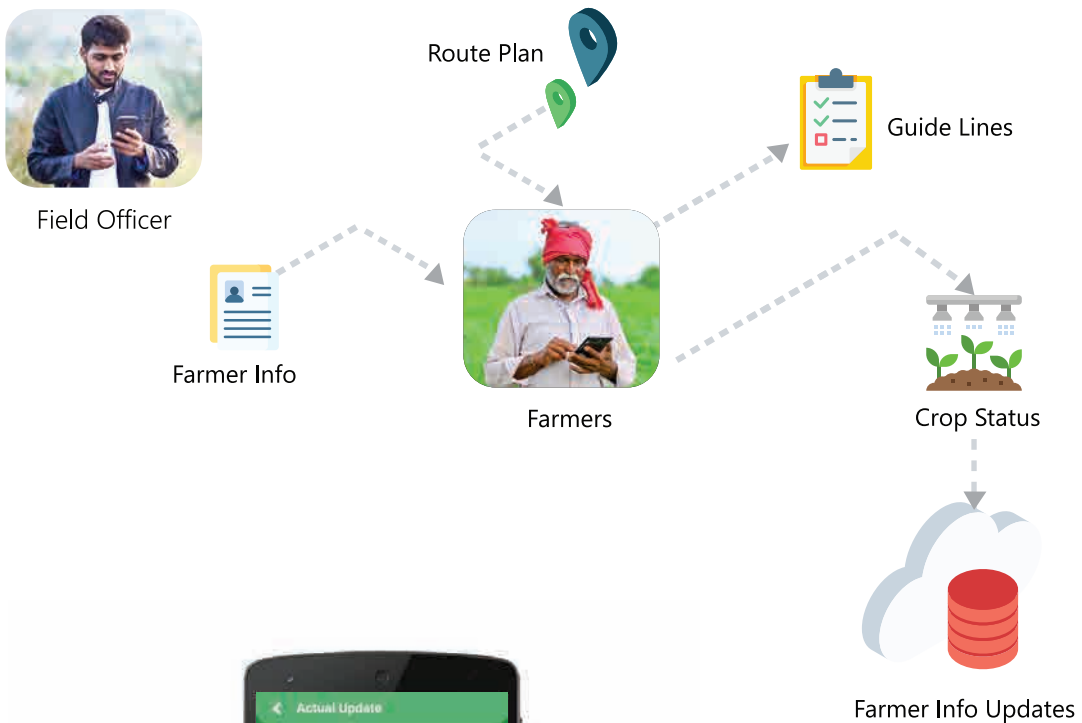 Route Plan
Guide Lines
Field Officer
Farmer Info
Farmers
Crop Status
Actual Update
Farmer Info Updates